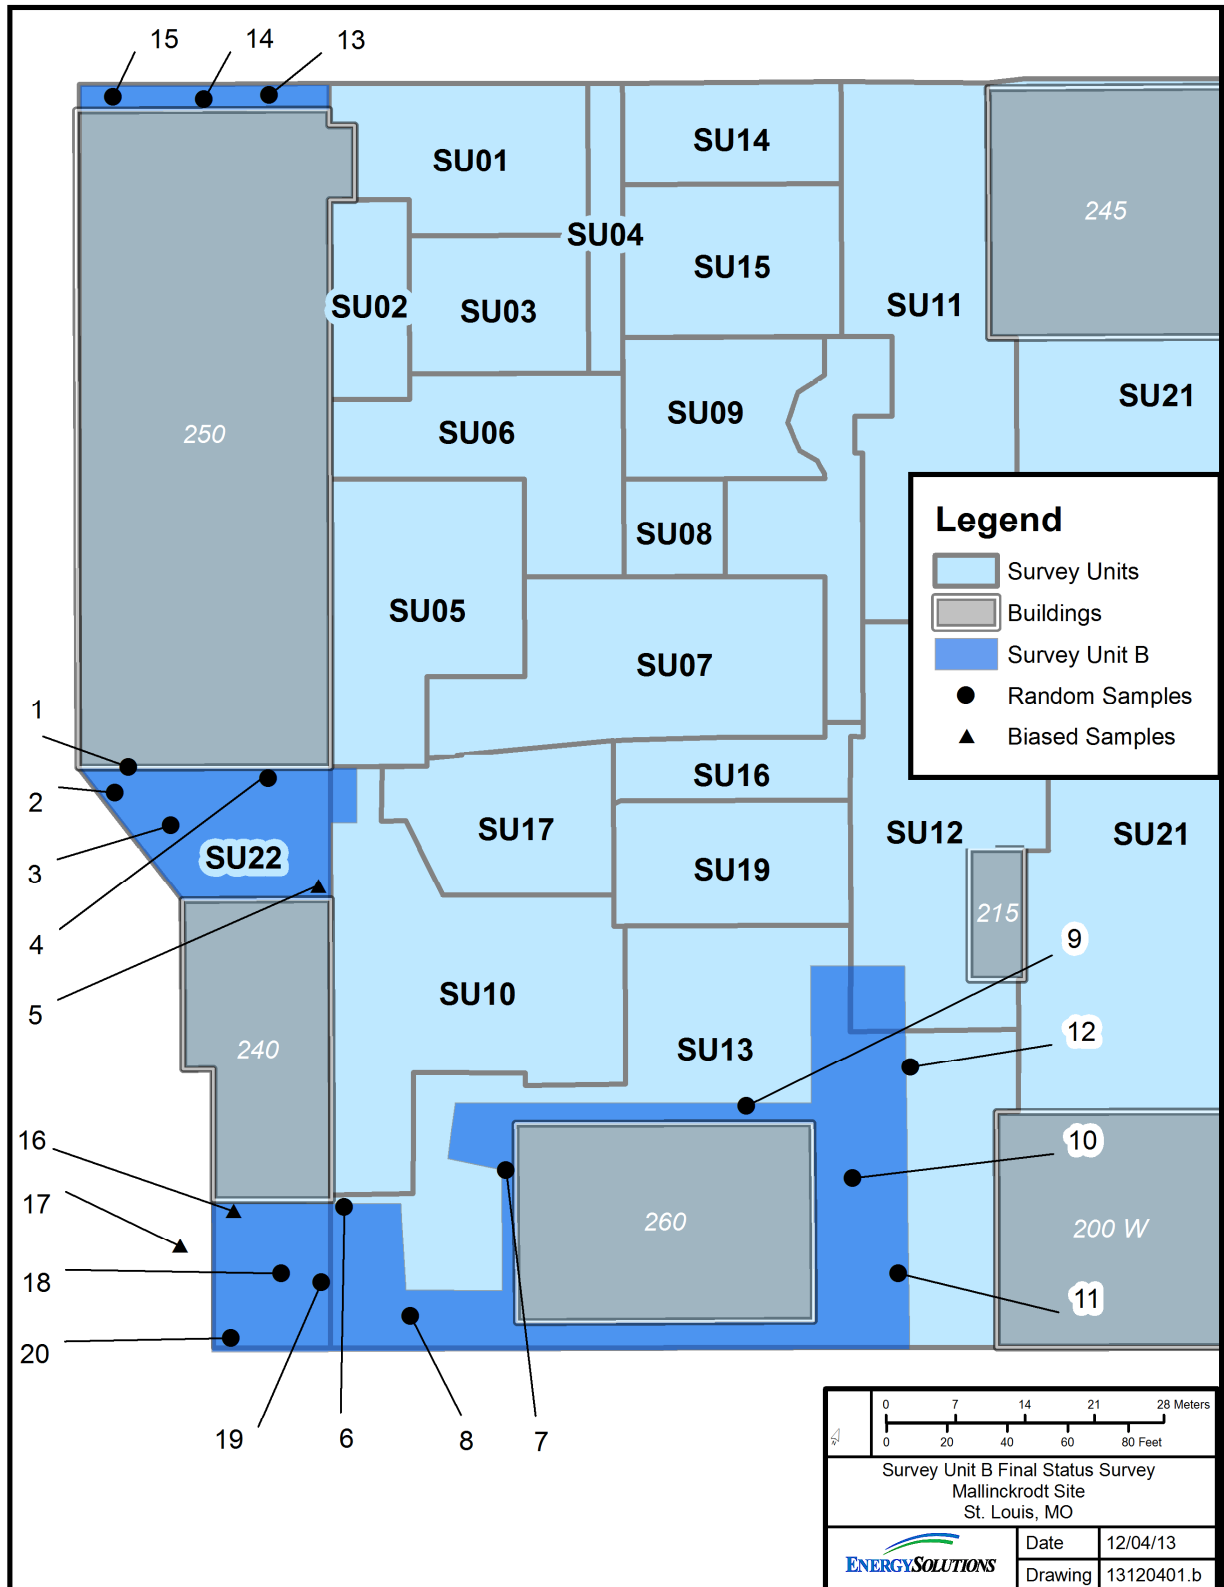 15 14 13
SU01
SU14
245
SU04
SU02
SU03
SU15
SU11
SU21
250
SU06
SU09
SU08
Legend
Survey Units
Buildings
Survey Unit B
Random Samples
Biased Samples
SU05
SU07
1
2
3
4
5
SU22
SU17
SU16
SU19
SU12
SU21
215
9
SU10
SU13
12
240
10
16
17
18
20
260
200 W
11
19 6 8 7
0 7 14 21 28 Meters
0 20 40 60 80 Feet
Survey Unit B Final Status Survey
Mallinckrodt Site
St. Louis, MO
ENERGYSOLUTIONS
Date 12/04/13
Drawing 13120401.b